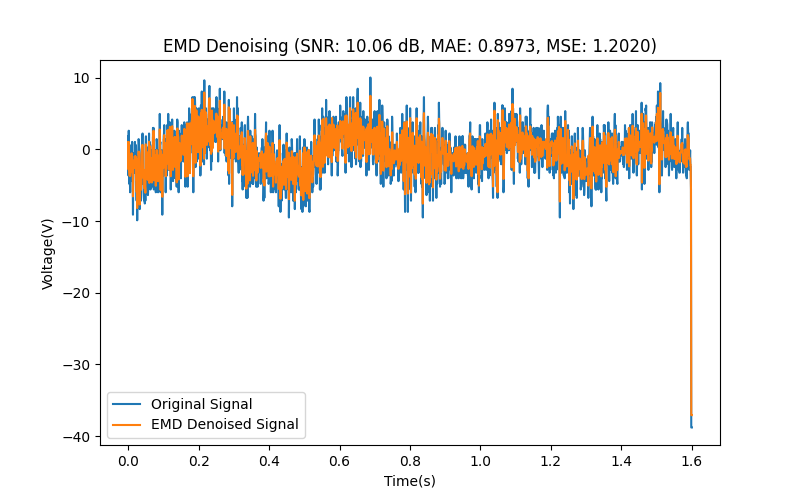 EMD Denoising (SNR: 10.06 dB, MAE: 0.8973, MSE: 1.2020)
10
0
−10
−20
−30
−40
Voltage(V)
Original Signal
EMD Denoised Signal
0.0 0.2 0.4 0.6 0.8 1.0 1.2 1.4 1.6
Time(s)